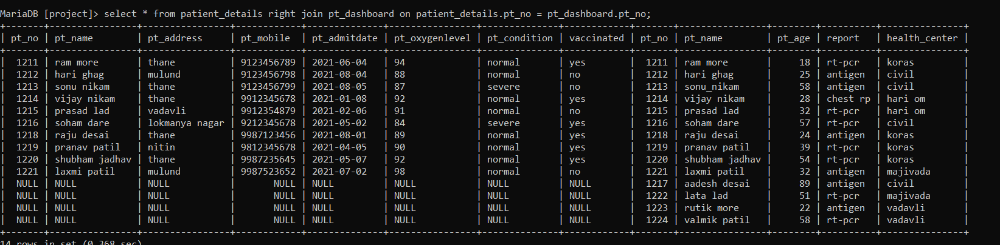 MariaDB [project]> select * from patient_details right join pt_dashboard on patient_details.pt_no = pt_dashboard.pt_no;
+-------+----------------+----------------+------------+--------------+----------------+--------------+------------+-------+----------------+--------+----------+---------------+
| pt_no | pt_name        | pt_address     | pt_mobile  | pt_admitdate | pt_oxygenlevel | pt_condition | vaccinated | pt_no | pt_name        | pt_age | report   | health_center |
+-------+----------------+----------------+------------+--------------+----------------+--------------+------------+-------+----------------+--------+----------+---------------+
|  1211 | ram more       | thane          | 9123456789 | 2021-06-04   | 94             | normal       | yes        |  1211 | ram more       |     18 | rt-pcr   | koras         |
|  1212 | hari ghag      | mulund         | 9123456798 | 2021-08-04   | 88             | normal       | no         |  1212 | hari ghag      |     25 | antigen  | civil         |
|  1213 | sonu nikam     | thane          | 9123456799 | 2021-08-05   | 87             | severe       | no         |  1213 | sonu_nikam     |     58 | antigen  | civil         |
|  1214 | vijay nikam    | thane          | 9912345678 | 2021-01-08   | 92             | normal       | yes        |  1214 | vijay nikam    |     28 | chest rp | hari om       |
|  1215 | prasad lad     | vadavli        | 9912354879 | 2021-02-06   | 91             | normal       | no         |  1215 | prasad lad     |     32 | rt-pcr   | hari om       |
|  1216 | soham dare     | lokmanya nagar | 9212345678 | 2021-05-02   | 84             | severe       | yes        |  1216 | soham dare     |     57 | rt-pcr   | civil         |
|  1218 | raju desai     | thane          | 9987123456 | 2021-08-01   | 89             | normal       | yes        |  1218 | raju desai     |     24 | antigen  | koras         |
|  1219 | pranav patil   | nitin          | 9812345678 | 2021-04-05   | 90             | normal       | yes        |  1219 | pranav patil   |     39 | rt-pcr   | koras         |
|  1220 | shubham jadhav | thane          | 9987235645 | 2021-05-07   | 92             | normal       | yes        |  1220 | shubham jadhav |     54 | rt-pcr   | koras         |
|  1221 | laxmi patil    | mulund         | 9987523652 | 2021-07-02   | 98             | normal       | no         |  1221 | laxmi patil    |     32 | antigen  | majivada      |
|  NULL | NULL           | NULL           |       NULL | NULL         | NULL           | NULL         | NULL       |  1217 | aadesh desai   |     89 | antigen  | civil         |
|  NULL | NULL           | NULL           |       NULL | NULL         | NULL           | NULL         | NULL       |  1222 | lata lad       |     51 | rt-pcr   | majivada      |
|  NULL | NULL           | NULL           |       NULL | NULL         | NULL           | NULL         | NULL       |  1223 | rutik more     |     22 | antigen  | vadavli       |
|  NULL | NULL           | NULL           |       NULL | NULL         | NULL           | NULL         | NULL       |  1224 | valmik patil   |     58 | rt-pcr   | vadavli       |
+-------+----------------+----------------+------------+--------------+----------------+--------------+------------+-------+----------------+--------+----------+---------------+
14 rows in set (0.368 sec)